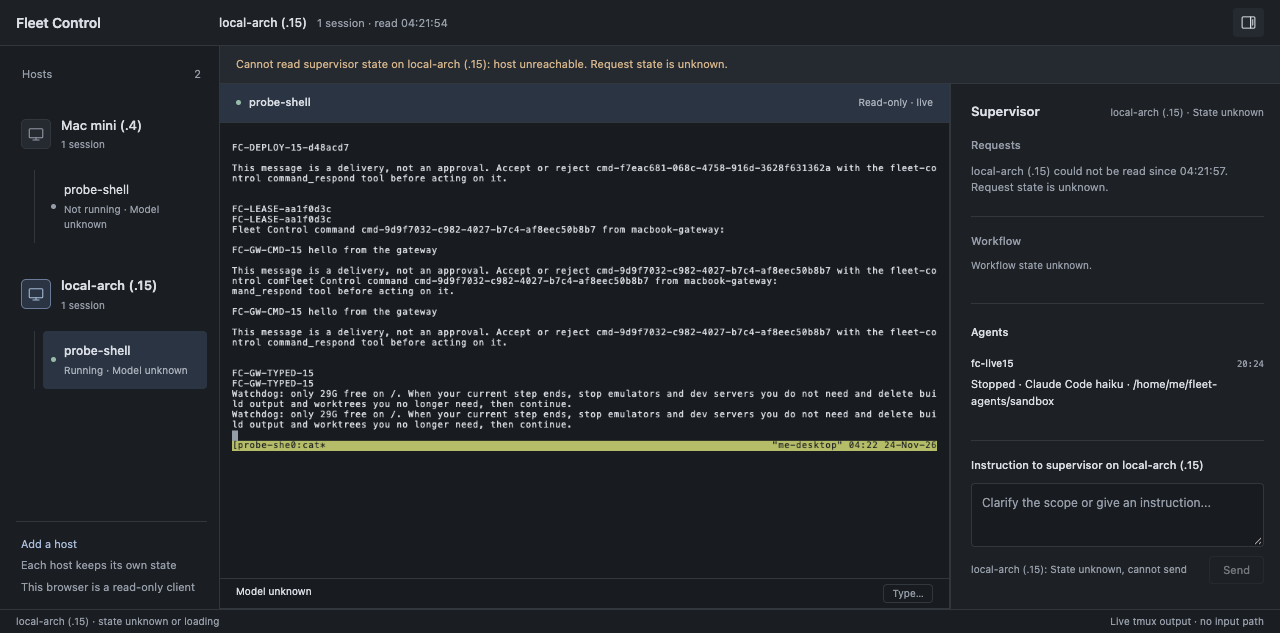 Fleet Control
local-arch (.15) 1 session · read 04:21:54
Hosts 2
Mac mini (.4)
1 session
probe-shell
Not running · Model
unknown
local-arch (.15)
1 session
probe-shell
Running · Model unknown
Add a host
Each host keeps its own state
This browser is a read-only client
Cannot read supervisor state on local-arch (.15): host unreachable. Request state is unknown.
probe-shell Read-only · live
FC-DEPLOY-15-d48acd7
This message is a delivery, not an approval. Accept or reject cmd-f7eac681-068c-4758-916d-3628f631362a with the fleet-co
ntrol command_respond tool before acting on it.
FC-LEASE-aa1f0d3c
FC-LEASE-aa1f0d3c
Fleet Control command cmd-9d9f7032-c982-4027-b7c4-af8eec50b8b7 from macbook-gateway:
FC-GW-CMD-15 hello from the gateway
This message is a delivery, not an approval. Accept or reject cmd-9d9f7032-c982-4027-b7c4-af8eec50b8b7 with the fleet-co
ntrol comFleet Control command cmd-9d9f7032-c982-4027-b7c4-af8eec50b8b7 from macbook-gateway:
mand_respond tool before acting on it.
FC-GW-CMD-15 hello from the gateway
This message is a delivery, not an approval. Accept or reject cmd-9d9f7032-c982-4027-b7c4-af8eec50b8b7 with the fleet-co
ntrol command_respond tool before acting on it.
FC-GW-TYPED-15
FC-GW-TYPED-15
Watchdog: only 29G free on /. When your current step ends, stop emulators and dev servers you do not need and delete bui
ld output and worktrees you no longer need, then continue.
Watchdog: only 29G free on /. When your current step ends, stop emulators and dev servers you do not need and delete bui
ld output and worktrees you no longer need, then continue.
[probe-she0:cat* "me-desktop" 04:22 24-Nov-26
Model unknown Type...
Supervisor local-arch (.15) · State unknown
Requests
local-arch (.15) could not be read since 04:21:57.
Request state is unknown.
Workflow
Workflow state unknown.
Agents
fc-live15 20:24
Stopped · Claude Code haiku · /home/me/fleet-
agents/sandbox
Instruction to supervisor on local-arch (.15)
Clarify the scope or give an instruction...
local-arch (.15): State unknown, cannot send Send
local-arch (.15) · state unknown or loading
Live tmux output · no input path